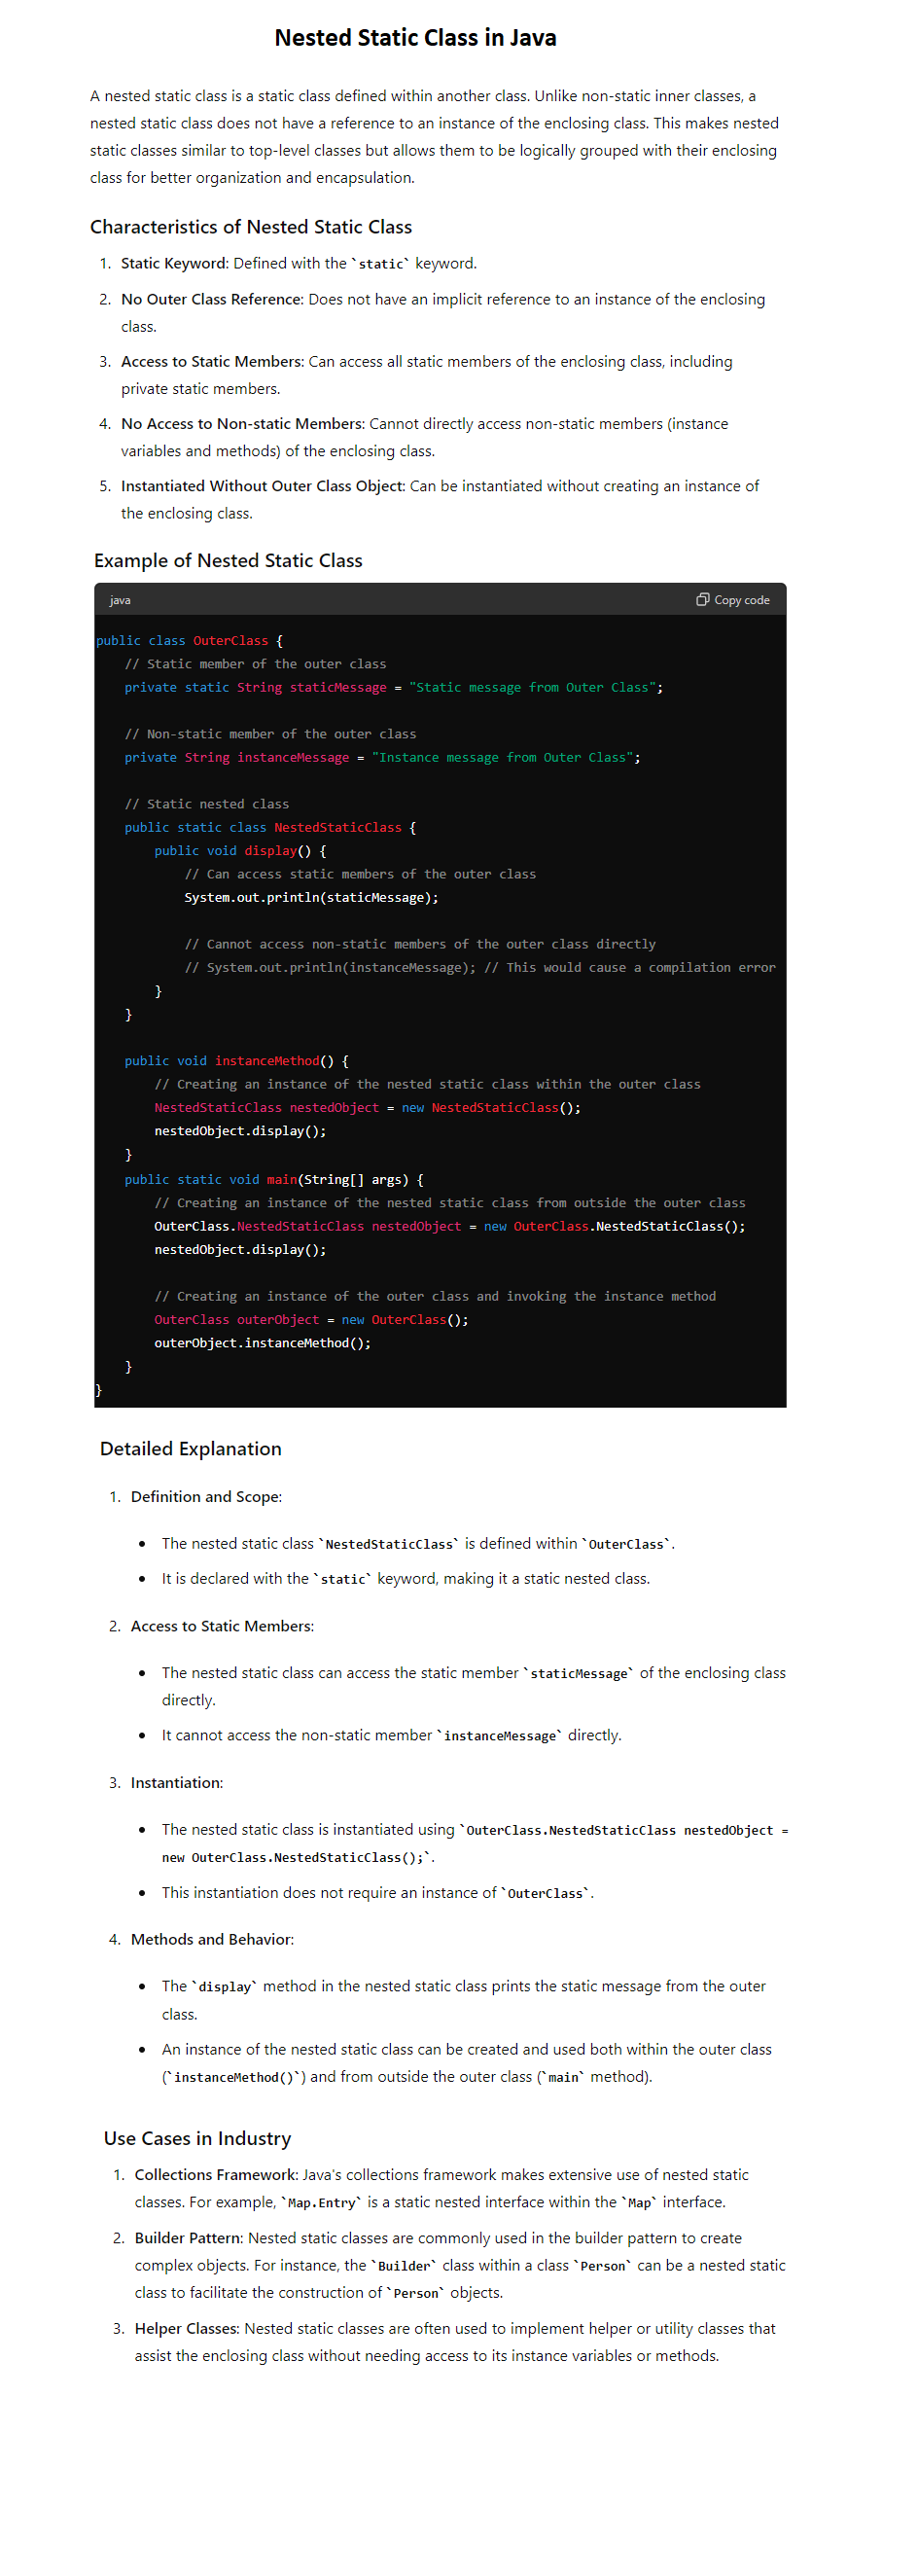 Nested Static Class in Java
A nested static class is a static class defined within another class. Unlike non-static inner classes, a
nested static class does not have a reference to an instance of the enclosing class. This makes nested
static classes similar to top-level classes but allows them to be logically grouped with their enclosing
class for better organization and encapsulation.
Characteristics of Nested Static Class
1. Static Keyword: Defined with the `static` keyword.
2. No Outer Class Reference: Does not have an implicit reference to an instance of the enclosing
class.
3. Access to Static Members: Can access all static members of the enclosing class, including
private static members.
4. No Access to Non-static Members: Cannot directly access non-static members (instance
variables and methods) of the enclosing class.
5. Instantiated Without Outer Class Object: Can be instantiated without creating an instance of
the enclosing class.
Example of Nested Static Class
java Copy code
public class OuterClass {
    // Static member of the outer class
    private static String staticMessage = "Static message from Outer Class";
    // Non-static member of the outer class
    private String instanceMessage = "Instance message from Outer Class";
    // Static nested class
    public static class NestedStaticClass {
        public void display() {
            // Can access static members of the outer class
            System.out.println(staticMessage);
            // Cannot access non-static members of the outer class directly
            // System.out.println(instanceMessage); // This would cause a compilation error
        }
    }
    public void instanceMethod() {
        // Creating an instance of the nested static class within the outer class
        NestedStaticClass nestedObject = new NestedStaticClass();
        nestedObject.display();
    }
    public static void main(String[] args) {
        // Creating an instance of the nested static class from outside the outer class
        OuterClass.NestedStaticClass nestedObject = new OuterClass.NestedStaticClass();
        nestedObject.display();
        // Creating an instance of the outer class and invoking the instance method
        OuterClass outerObject = new OuterClass();
        outerObject.instanceMethod();
    }
}
Detailed Explanation
1. Definition and Scope:
• The nested static class `NestedStaticClass` is defined within `OuterClass`.
• It is declared with the `static` keyword, making it a static nested class.
2. Access to Static Members:
• The nested static class can access the static member `staticMessage` of the enclosing class
directly.
• It cannot access the non-static member `instanceMessage` directly.
3. Instantiation:
• The nested static class is instantiated using `OuterClass.NestedStaticClass nestedObject =
new OuterClass.NestedStaticClass();`.
• This instantiation does not require an instance of `OuterClass`.
4. Methods and Behavior:
• The `display` method in the nested static class prints the static message from the outer
class.
• An instance of the nested static class can be created and used both within the outer class
(`instanceMethod()`) and from outside the outer class (`main` method).
Use Cases in Industry
1. Collections Framework: Java's collections framework makes extensive use of nested static
classes. For example, `Map.Entry` is a static nested interface within the `Map` interface.
2. Builder Pattern: Nested static classes are commonly used in the builder pattern to create
complex objects. For instance, the `Builder` class within a class `Person` can be a nested static
class to facilitate the construction of `Person` objects.
3. Helper Classes: Nested static classes are often used to implement helper or utility classes that
assist the enclosing class without needing access to its instance variables or methods.